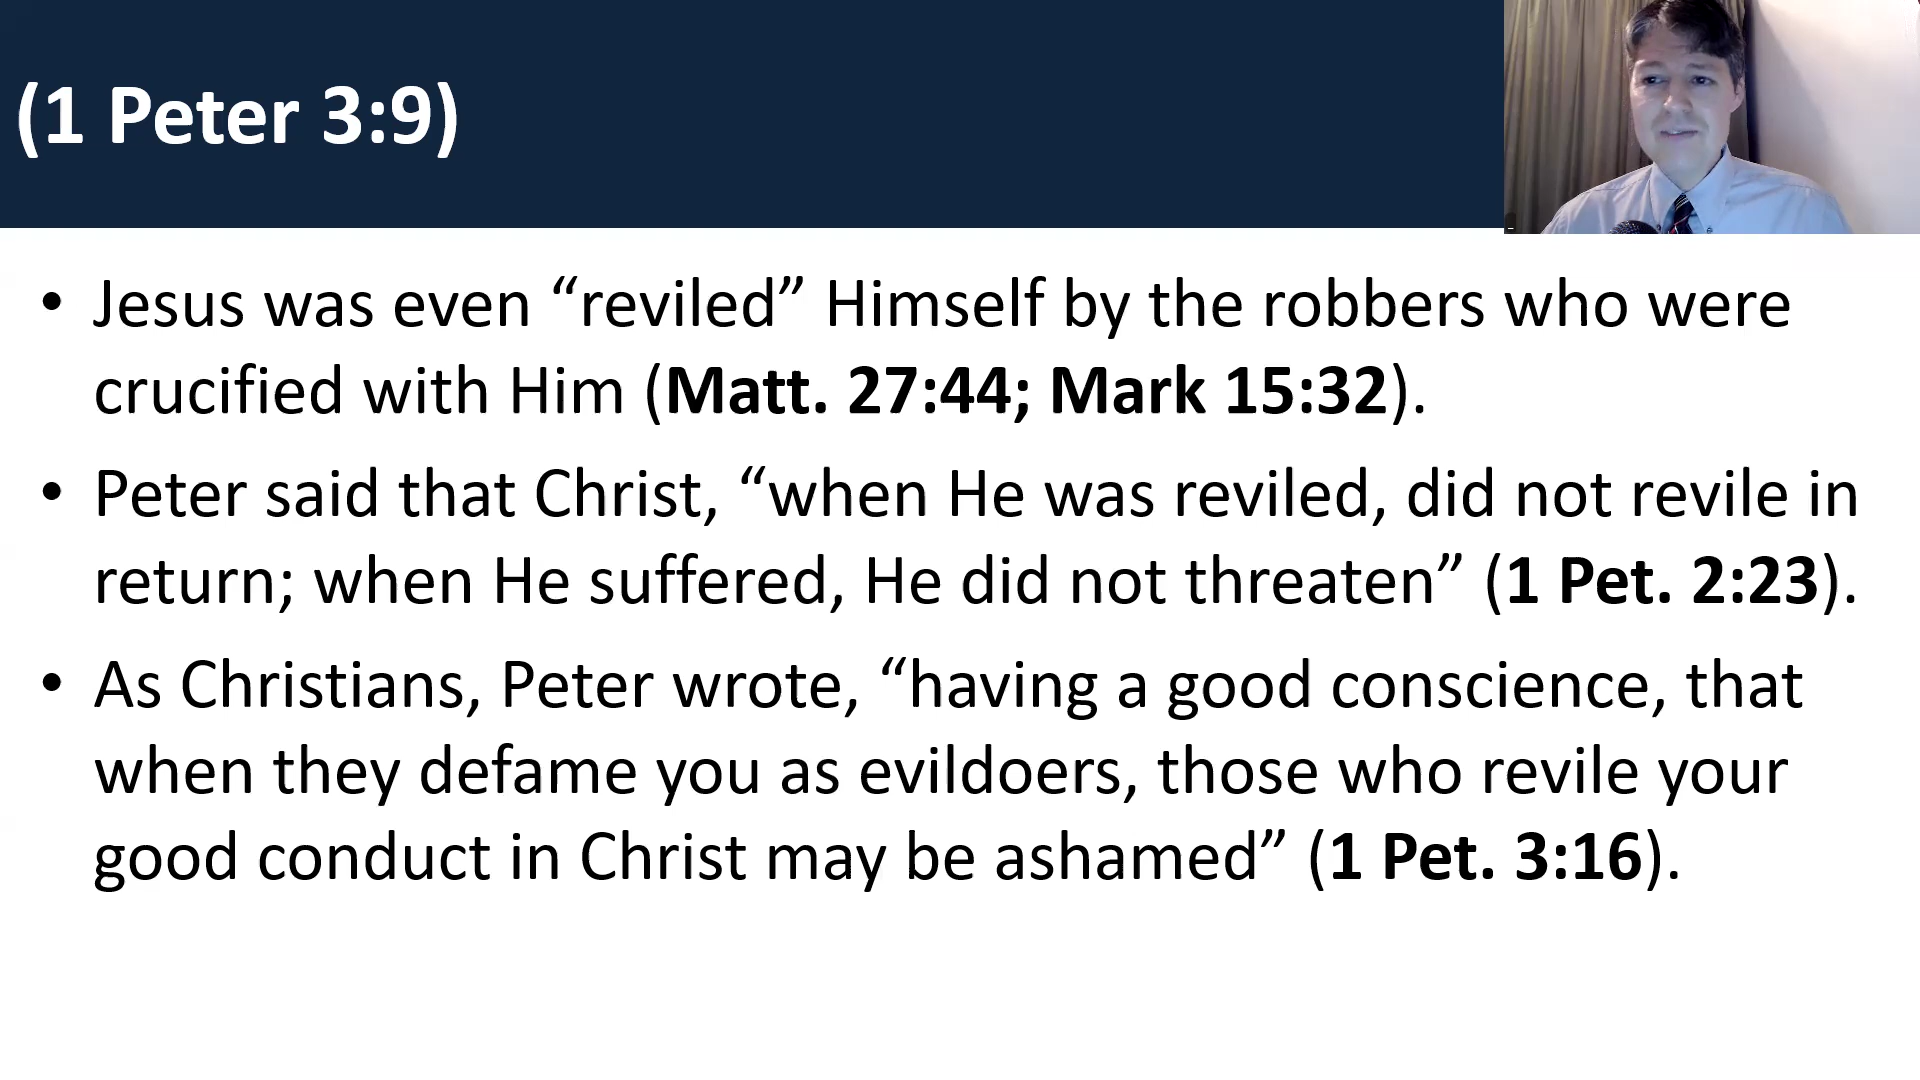 (1 Peter 3:9)
• Jesus was even “reviled” Himself by the robbers who were
crucified with Him (Matt. 27:44; Mark 15:32).
• Peter said that Christ, “when He was reviled, did not revile in
return; when He suffered, He did not threaten” (1 Pet. 2:23).
• As Christians, Peter wrote, “having a good conscience, that
when they defame you as evildoers, those who revile your
good conduct in Christ may be ashamed” (1 Pet. 3:16).